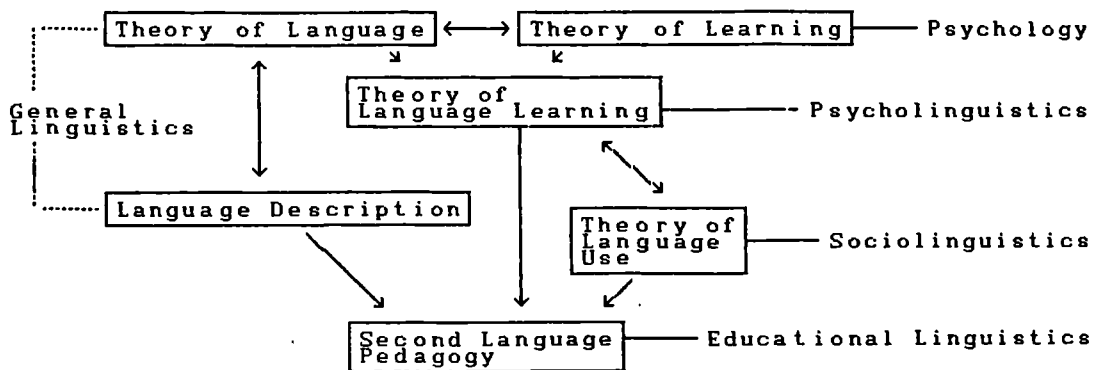 Theory of Language
Theory of Learning
Psychology
General
Linguistics
Theory of
Language Learning
Psycholinguistics
Language Description
Theory of
Language
Use
Sociolinguistics
Second Language
Pedagogy
Educational Linguistics